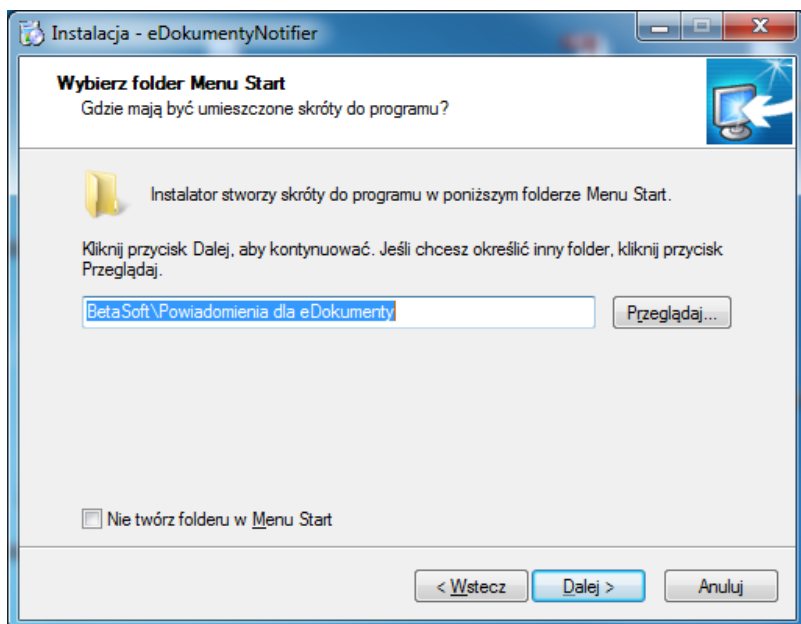 Instalacja - eDokumentyNotifier
Wybierz folder Menu Start
Gdzie mają być umieszczone skróty do programu?
Instalator stworzy skróty do programu w poniższym folderze Menu Start.
Kliknij przycisk Dalej, aby kontynuować. Jeśli chcesz określić inny folder, kliknij przycisk
Przeglądaj.
BetaSoft\Powiadomienia dla eDokumenty
Przeglądaj...
Nie twórz folderu w Menu Start
< Wstecz
Dalej >
Anuluj